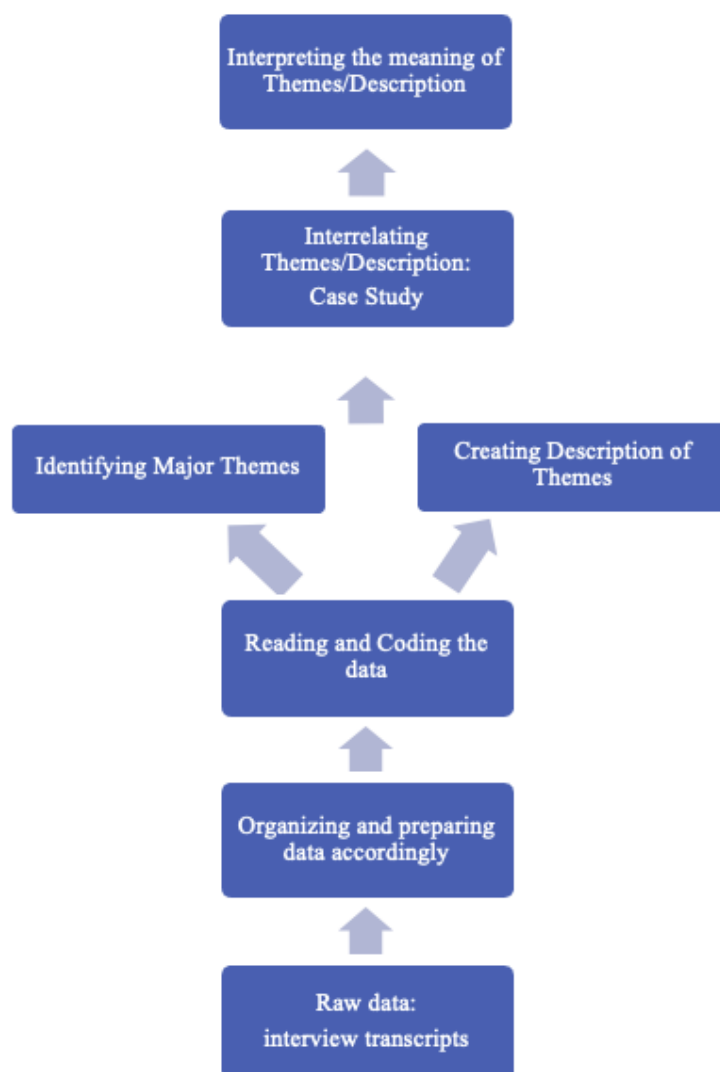 Interpreting the meaning of
Themes/Description
Interrelating
Themes/Description:
Case Study
Identifying Major Themes
Creating Description of
Themes
Reading and Coding the
data
Organizing and preparing
data accordingly
Raw data:
interview transcripts